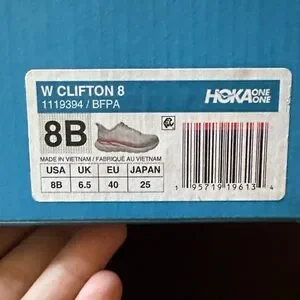 W CLIFTON 8
1119394 / BFPA
HOKA ONE ONE
8B
MADE IN VIETNAM / FABRIQUÉ AU VIETNAM
USA UK EU JAPAN
8B 6.5 40 25
1 95719 19613 4